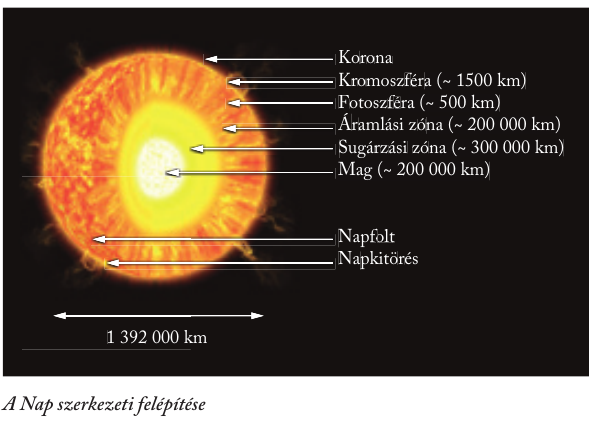 Korona
Kromoszféra (~ 1500 km)
Fotoszféra (~ 500 km)
Áramlási zóna (~ 200 000 km)
Sugárzási zóna (~ 300 000 km)
Mag (~ 200 000 km)
Napfolt
Napkitörés
1 392 000 km
A Nap szerkezeti felépítése